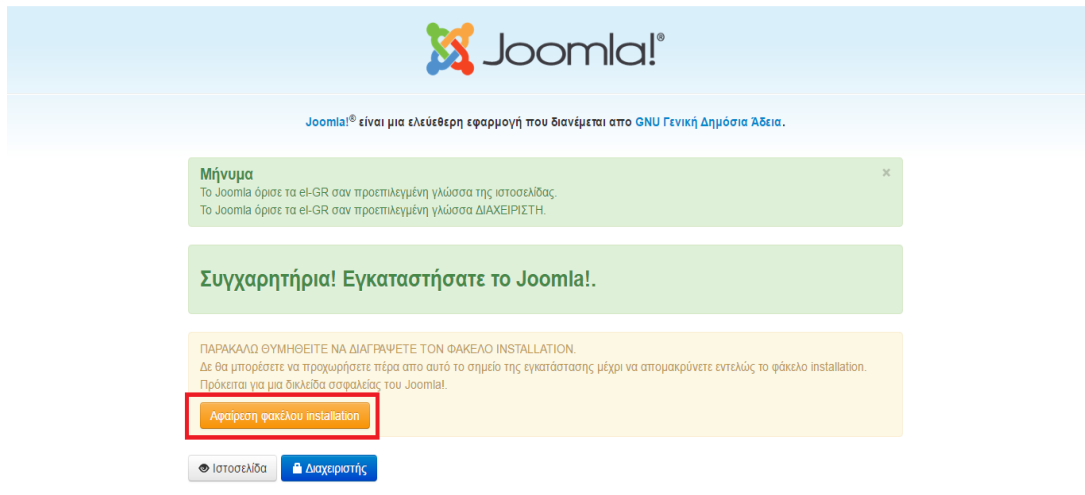 Joomla!®
Joomla!® είναι μια ελεύεθερη εφαρμογή που διανέμεται απο GNU Γενική Δημόσια Άδεια.
Μήνυμα
×
Το Joomla όρισε τα el-GR σαν προεπιλεγμένη γλώσσα της ιστοσελίδας.
Το Joomla όρισε τα el-GR σαν προεπιλεγμένη γλώσσα ΔΙΑΧΕΙΡΙΣΤΗ.
Συγχαρητήρια! Εγκαταστήσατε το Joomla!.
ΠΑΡΑΚΑΛΩ ΘΥΜΗΘΕΙΤΕ ΝΑ ΔΙΑΓΡΑΨΕΤΕ ΤΟΝ ΦΑΚΕΛΟ INSTALLATION.
Δε θα μπορέσετε να προχωρήσετε πέρα απο αυτό το σημείο της εγκατάστασης μέχρι να απομακρύνετε εντελώς το φάκελο installation.
Πρόκειται για μια δικλείδα ασφαλείας του Joomla!.
Αφαίρεση φακέλου installation
Ιστοσελίδα
Διαχειριστής